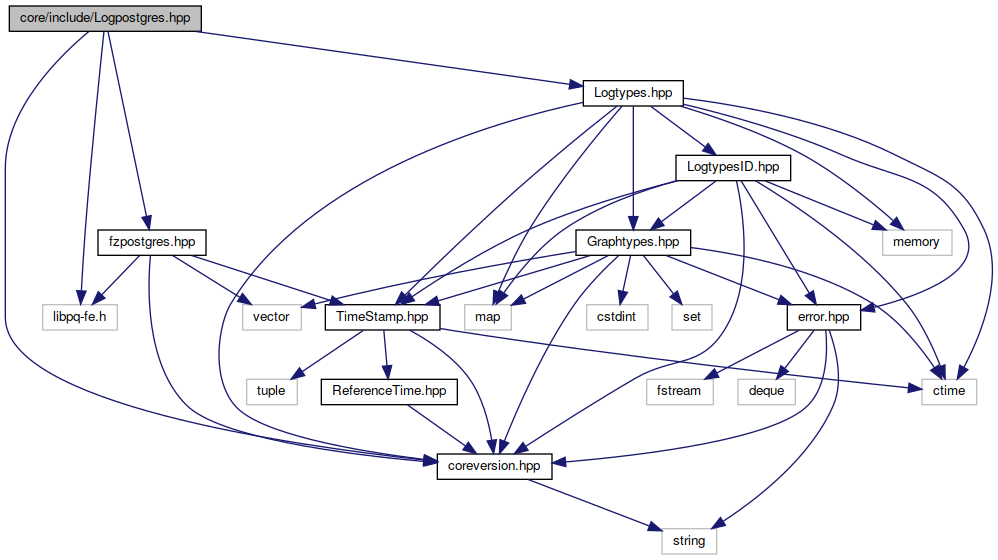 core/include/Logpostgres.hpp
Logtypes.hpp
LogtypesID.hpp
fzpostgres.hpp
Graphtypes.hpp
memory
libpq-fe.h
vector
TimeStamp.hpp
map
cstdint
set
error.hpp
tuple
ReferenceTime.hpp
fstream
deque
ctime
coreversion.hpp
string